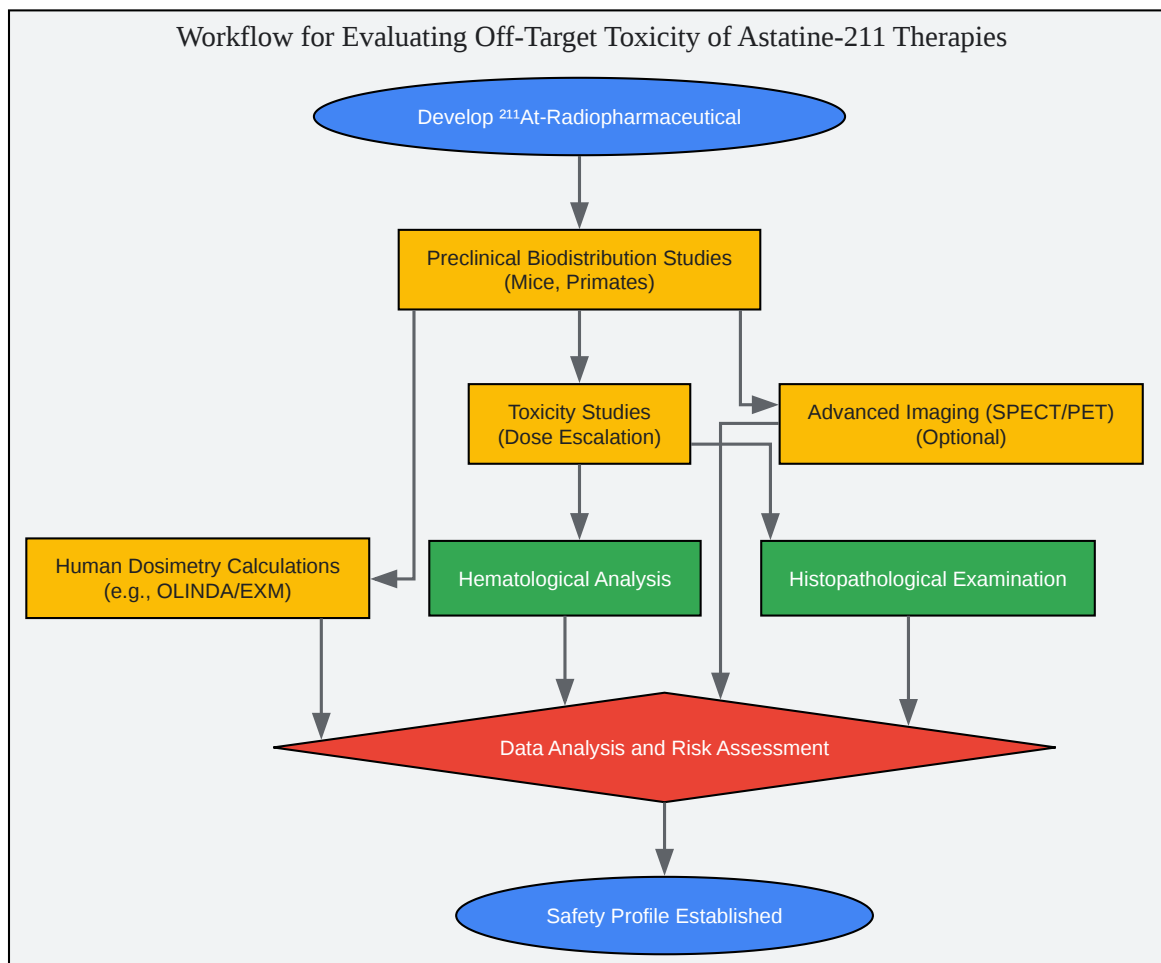 Workflow for Evaluating Off-Target Toxicity of Astatine-211 Therapies
Develop ²¹¹At-Radiopharmaceutical
Preclinical Biodistribution Studies
(Mice, Primates)
Toxicity Studies
(Dose Escalation)
Advanced Imaging (SPECT/PET)
(Optional)
Human Dosimetry Calculations
(e.g., OLINDA/EXM)
Hematological Analysis
Histopathological Examination
Data Analysis and Risk Assessment
Safety Profile Established